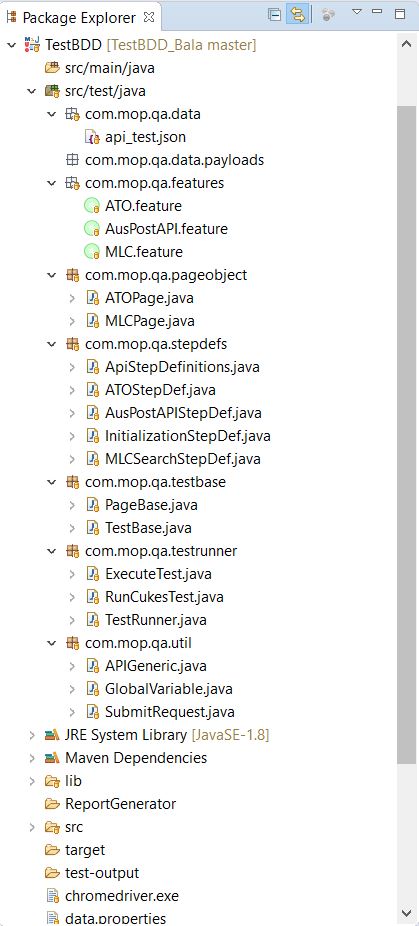 Package Explorer
TestBDD [TestBDD_Bala master]
src/main/java
src/test/java
com.mop.qa.data
api_test.json
com.mop.qa.data.payloads
com.mop.qa.features
ATO.feature
AusPostAPI.feature
MLC.feature
com.mop.qa.pageobject
ATOPage.java
MLCPage.java
com.mop.qa.stepdefs
ApiStepDefinitions.java
ATOStepDef.java
AusPostAPIStepDef.java
InitializationStepDef.java
MLCSearchStepDef.java
com.mop.qa.testbase
PageBase.java
TestBase.java
com.mop.qa.testrunner
ExecuteTest.java
RunCukesTest.java
TestRunner.java
com.mop.qa.util
APIGeneric.java
GlobalVariable.java
SubmitRequest.java
JRE System Library [JavaSE-1.8]
Maven Dependencies
lib
ReportGenerator
src
target
test-output
chromedriver.exe
data.properties